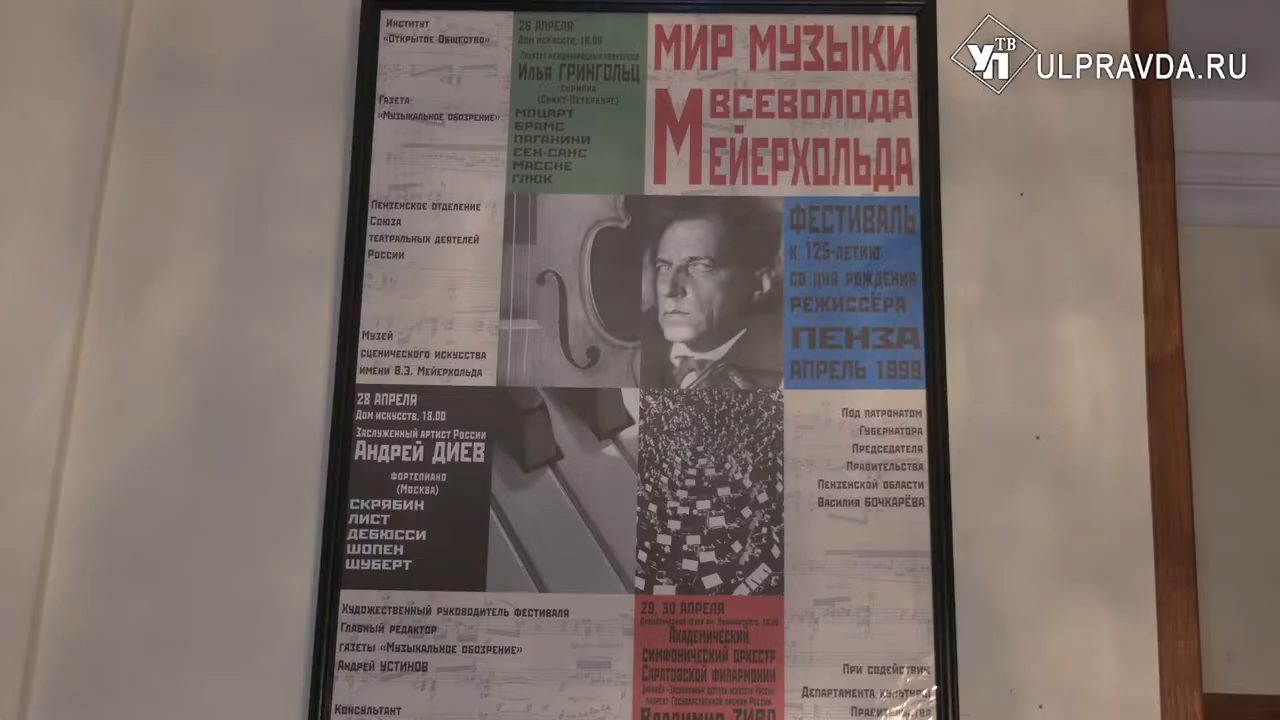 Институт
«Открытое Общество»
Газета
«Музыкальное обозрение»
26 апреля
Дом искусств, 18.00
Лауреат международных конкурсов
Илья ГРИНГОЛЬЦ
скрипка
(Санкт-Петербург)
МОЦАРТ
БРАМС
ПАГАНИНИ
СЕН-САНС
МАССНЕ
ГЛЮК
МИР МУЗЫКИ
ВСЕВОЛОДА
МЕЙЕРХОЛЬДА
УП ТВ
ULPRAVDA.RU
Пензенское отделение
Союза
театральных деятелей
России
Музей
сценического искусства
имени В.Э. Мейерхольда
ФЕСТИВАЛЬ
к 125-летию
со дня рождения
режиссёра
ПЕНЗА
АПРЕЛЬ 1999
28 апреля
Дом искусств, 18.00
Заслуженный артист России
Андрей ДИЕВ
фортепиано
(Москва)
СКРЯБИН
ЛИСТ
ДЕБЮССИ
ШОПЕН
ШУБЕРТ
Под патронатом
Губернатора
Председателя
Правительства
Пензенской области
Василия БОЧКАРЁВА
Художественный руководитель фестиваля
Главный редактор
газеты «Музыкальное обозрение»
Андрей УСТИНОВ
Консультант
29, 30 апреля
Академический
симфонический оркестр
Саратовской филармонии
При содействии
Департамента культуры
Правительства